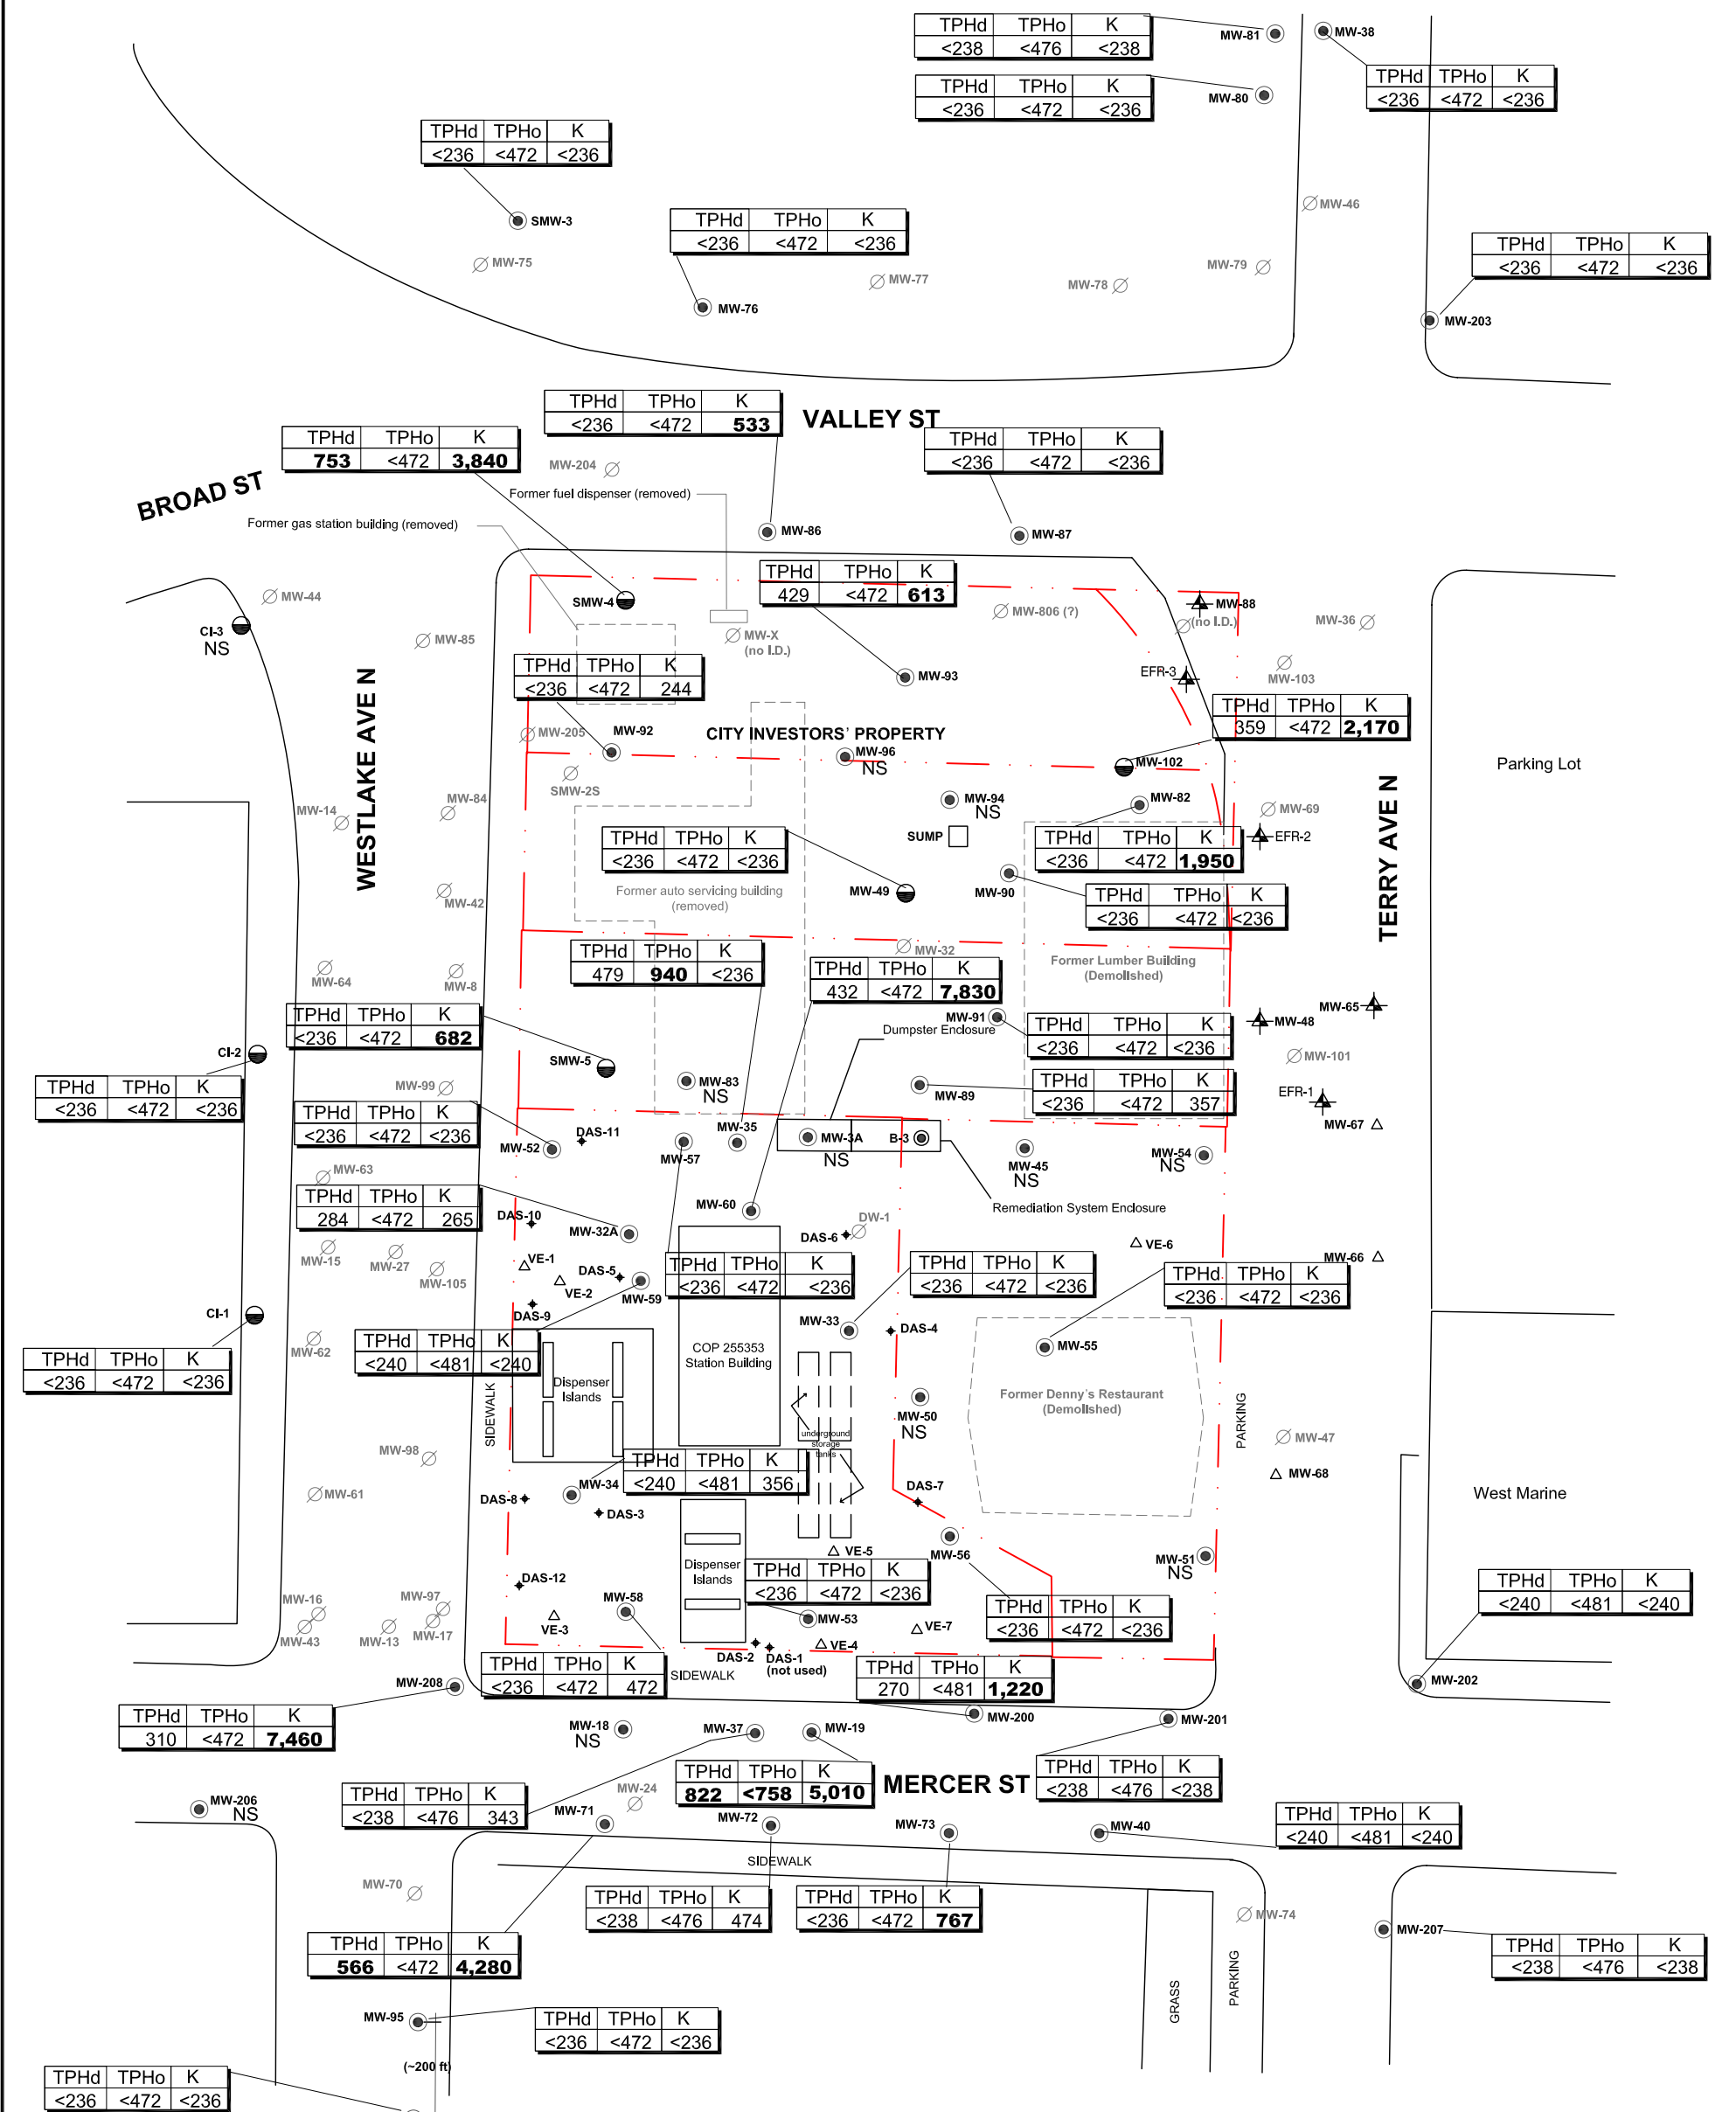 TPHd TPHo K
<238 <476 <238
MW-81
MW-38
TPHd TPHo K
<236 <472 <236
TPHd TPHo K
<236 <472 <236
MW-80
TPHd TPHo K
<236 <472 <236
SMW-3
MW-46
TPHd TPHo K
<236 <472 <236
TPHd TPHo K
<236 <472 <236
MW-75
MW-77
MW-78
MW-79
MW-76
MW-203
TPHd TPHo K
<236 <472 533
VALLEY ST
TPHd TPHo K
753 <472 3,840
TPHd TPHo K
<236 <472 <236
MW-204
BROAD ST
Former fuel dispenser (removed)
Former gas station building (removed)
MW-86
MW-87
TPHd TPHo K
429 <472 613
MW-44
SMW-4
MW-806 (?)
MW-88
(no I.D.)
MW-36
CI-3
NS
MW-85
MW-X
(no I.D.)
TPHd TPHo K
<236 <472 244
MW-93
EFR-3
MW-103
WESTLAKE AVE N
TPHd TPHo K
359 <472 2,170
MW-205
MW-92
CITY INVESTORS' PROPERTY
MW-96
NS
MW-102
Parking Lot
SMW-2S
MW-84
MW-14
MW-94
NS
MW-82
MW-69
SUMP
TPHd TPHo K
<236 <472 <236
TPHd TPHo K
<236 <472 1,950
EFR-2
TERRY AVE N
MW-42
Former auto servicing building
(removed)
MW-49
MW-90
TPHd TPHo K
<236 <472 <236
MW-32
TPHd TPHo K
479 940 <236
TPHd TPHo K
432 <472 7,830
Former Lumber Building
(Demolished)
MW-64
MW-8
TPHd TPHo K
<236 <472 682
MW-91
TPHd TPHo K
<236 <472 <236
MW-48
MW-65
Dumpster Enclosure
CI-2
SMW-5
MW-101
TPHd TPHo K
<236 <472 <236
MW-99
MW-83
NS
MW-89
TPHd TPHo K
<236 <472 357
EFR-1
MW-67
TPHd TPHo K
<236 <472 <236
MW-52
DAS-11
MW-57
MW-35
MW-3A
NS
B-3
MW-45
NS
MW-54
NS
MW-63
TPHd TPHo K
284 <472 265
DAS-10
MW-32A
MW-60
Remediation System Enclosure
DAS-6
DW-1
MW-15
MW-27
MW-105
VE-1
VE-2
DAS-5
MW-59
TPHd TPHo K
<236 <472 <236
TPHd TPHo K
<236 <472 <236
VE-6
MW-66
TPHd TPHo K
<236 <472 <236
CI-1
DAS-9
MW-62
MW-33
DAS-4
MW-55
TPHd TPHo K
<236 <472 <236
TPHd TPHo K
<240 <481 <240
COP 255353
Station Building
Dispenser
Islands
SIDEWALK
underground
storage
tanks
MW-50
NS
Former Denny's Restaurant
(Demolished)
PARKING
MW-98
MW-47
MW-68
TPHd TPHo K
<240 <481 356
MW-61
DAS-8
MW-34
DAS-3
DAS-7
West Marine
Dispenser
Islands
VE-5
MW-56
MW-51
NS
TPHd TPHo K
<236 <472 <236
DAS-12
TPHd TPHo K
<240 <481 <240
MW-16
MW-43
MW-13
MW-97
MW-17
VE-3
MW-58
MW-53
VE-4
VE-7
TPHd TPHo K
<236 <472 <236
DAS-2
DAS-1
(not used)
TPHd TPHo K
<236 <472 472
SIDEWALK
TPHd TPHo K
270 <481 1,220
MW-208
MW-202
TPHd TPHo K
310 <472 7,460
MW-18
NS
MW-37
MW-19
MW-200
MW-201
TPHd TPHo K
822 <758 5,010
MERCER ST
TPHd TPHo K
<238 <476 <238
MW-206
NS
TPHd TPHo K
<238 <476 343
MW-24
MW-71
MW-72
MW-73
MW-40
TPHd TPHo K
<240 <481 <240
SIDEWALK
MW-70
TPHd TPHo K
<238 <476 474
TPHd TPHo K
<236 <472 767
MW-74
MW-207
TPHd TPHo K
566 <472 4,280
TPHd TPHo K
<238 <476 <238
GRASS
PARKING
MW-95
TPHd TPHo K
<236 <472 <236
(~200 ft)
TPHd TPHo K
<236 <472 <236